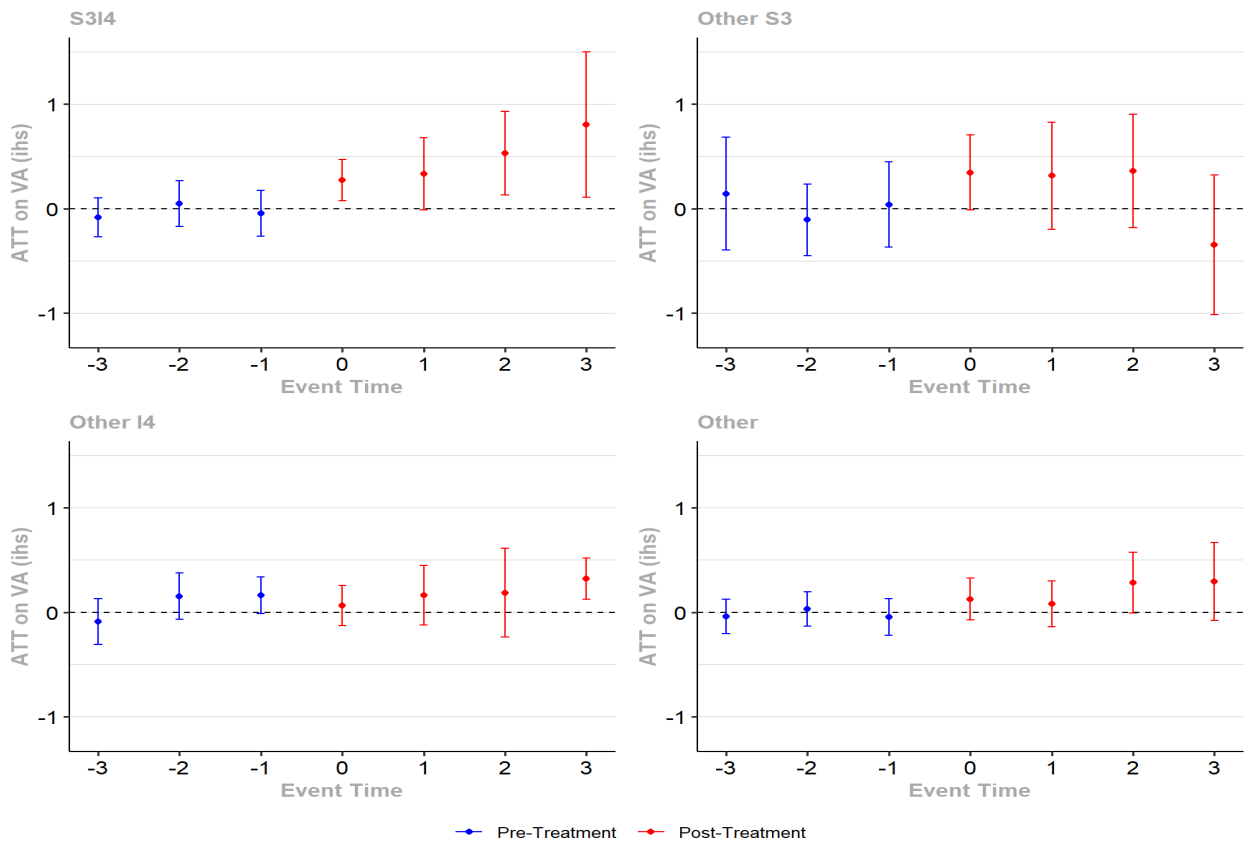 S3I4
ATT on VA (ihs)
1
0
-1
-3 -2 -1 0 1 2 3
Event Time
Other S3
ATT on VA (ihs)
1
0
-1
-3 -2 -1 0 1 2 3
Event Time
Other I4
ATT on VA (ihs)
1
0
-1
-3 -2 -1 0 1 2 3
Event Time
Other
ATT on VA (ihs)
1
0
-1
-3 -2 -1 0 1 2 3
Event Time
Pre-Treatment Post-Treatment